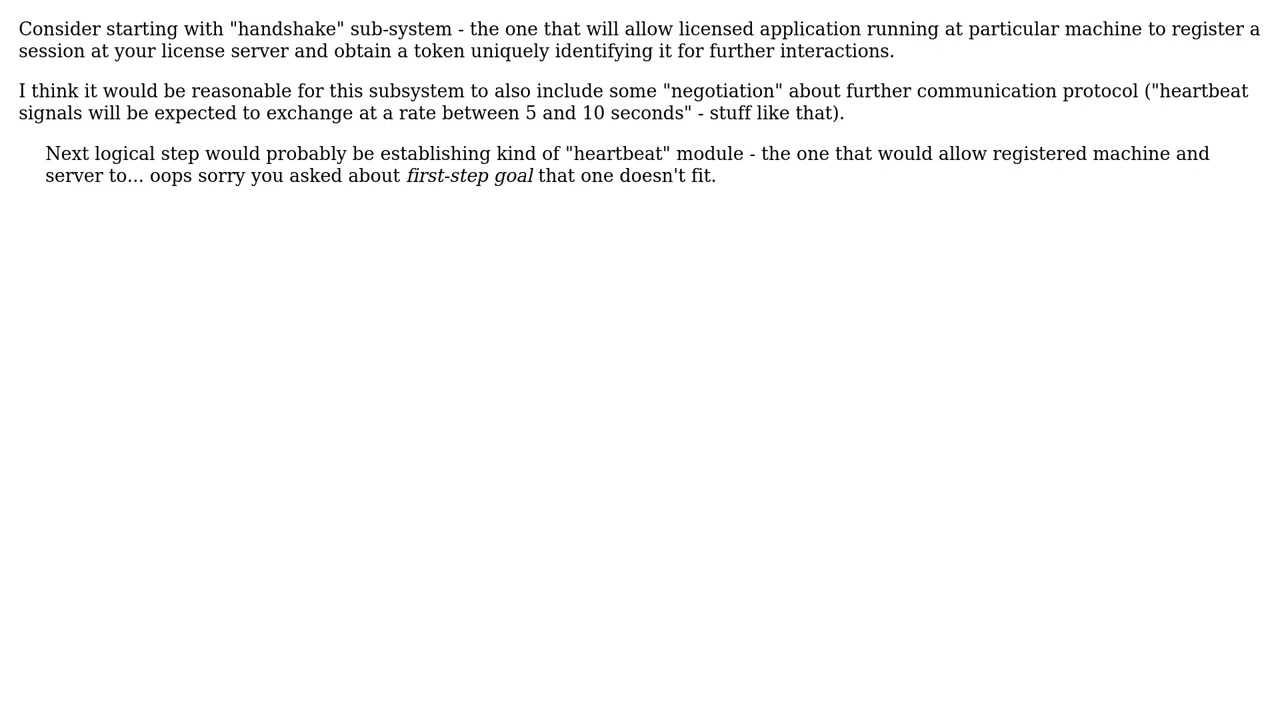 Consider starting with "handshake" sub-system - the one that will allow licensed application running at particular machine to register a
session at your license server and obtain a token uniquely identifying it for further interactions.
I think it would be reasonable for this subsystem to also include some "negotiation" about further communication protocol ("heartbeat
signals will be expected to exchange at a rate between 5 and 10 seconds" - stuff like that).
Next logical step would probably be establishing kind of "heartbeat" module - the one that would allow registered machine and
server to... oops sorry you asked about first-step goal that one doesn't fit.